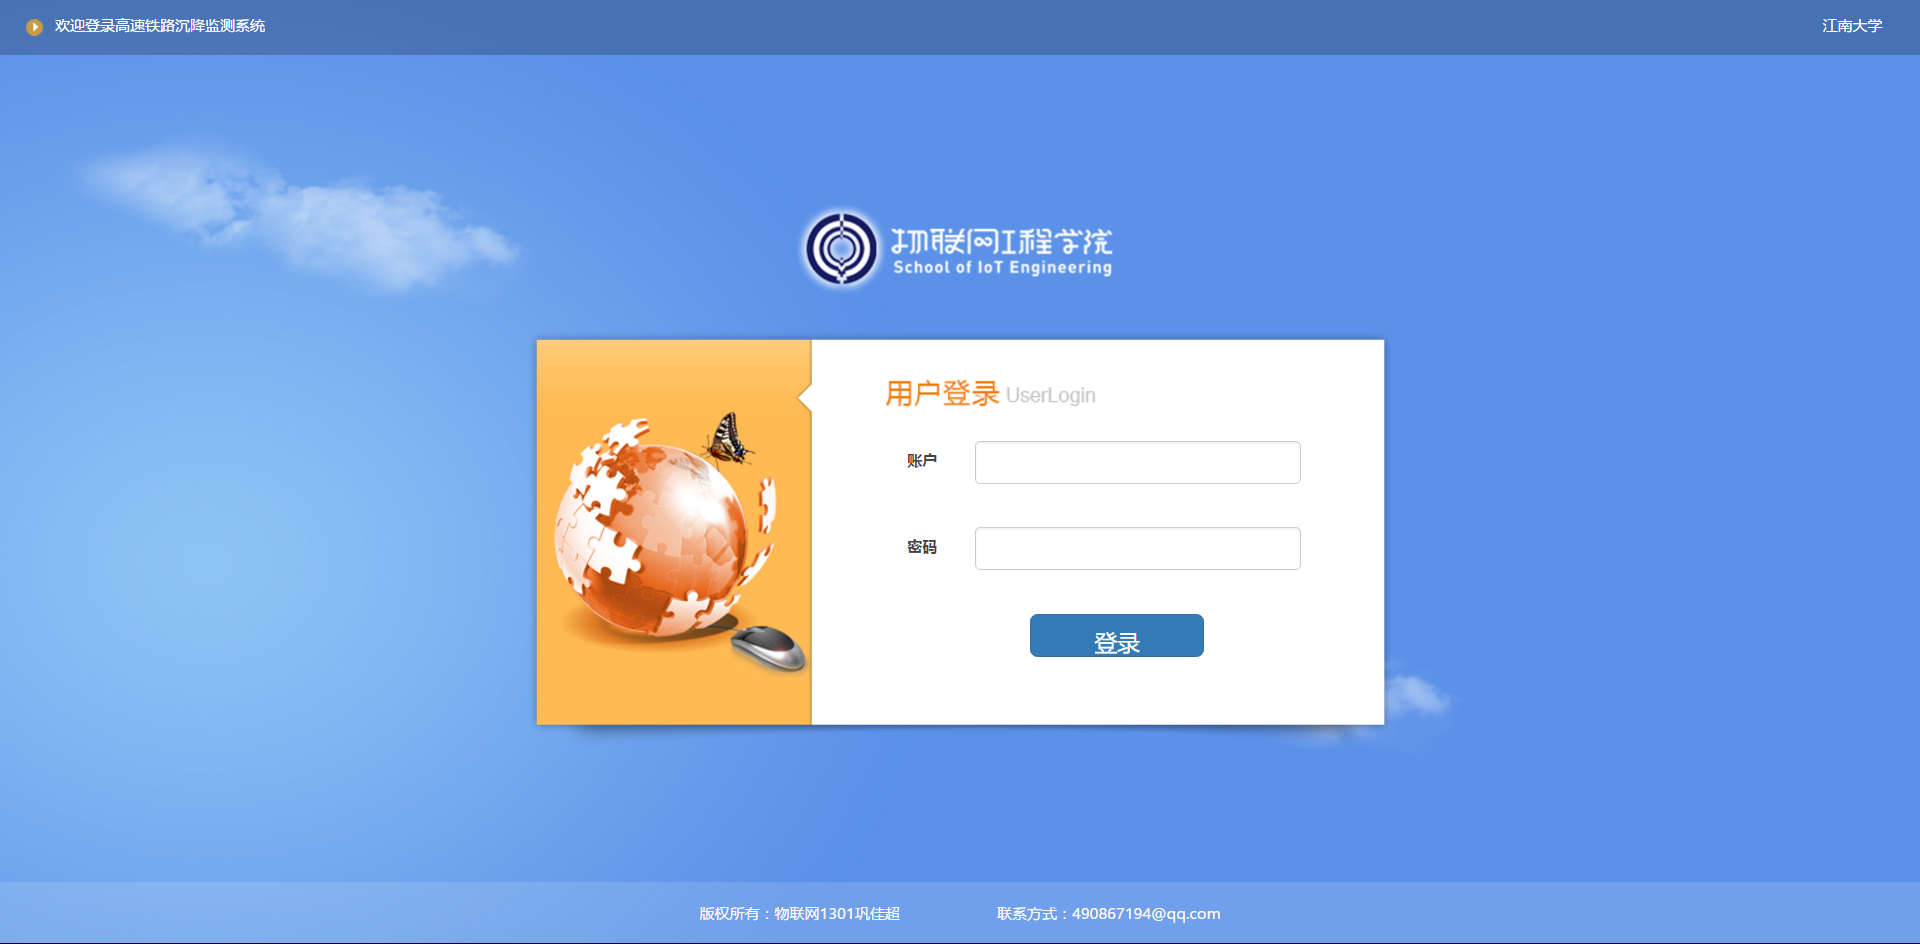 欢迎登录高速铁路沉降监测系统
江南大学
物联网工程学院
School of IoT Engineering
用户登录 UserLogin
账户
密码
登录
版权所有：物联网1301巩佳超 联系方式：490867194@qq.com